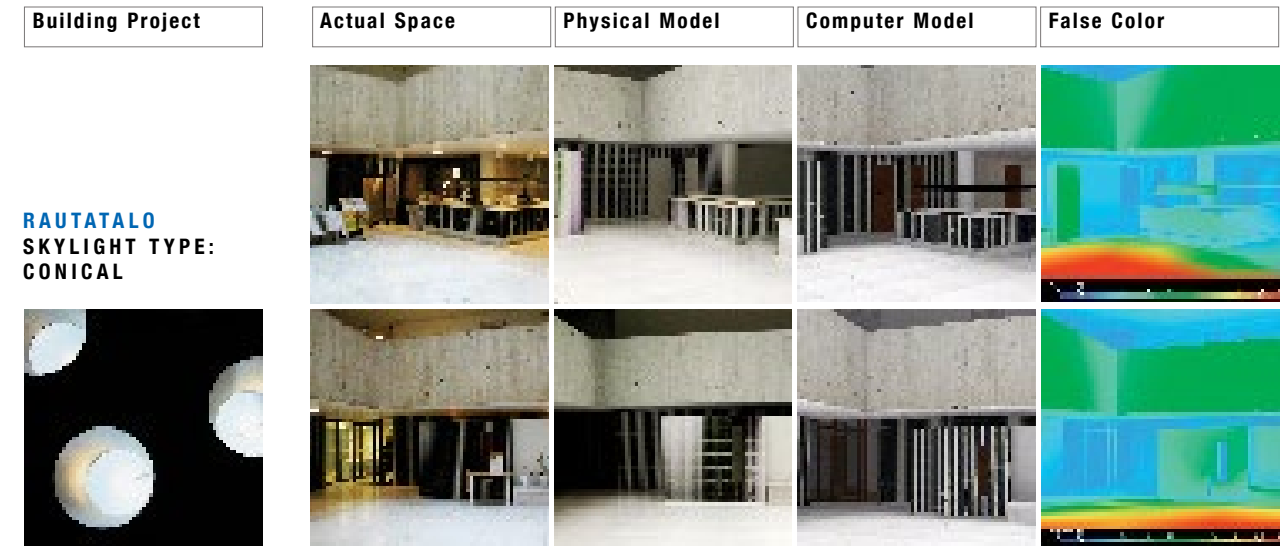 Building Project
Actual Space
Physical Model
Computer Model
False Color
RAUTATALO
SKYLIGHT TYPE:
CONICAL